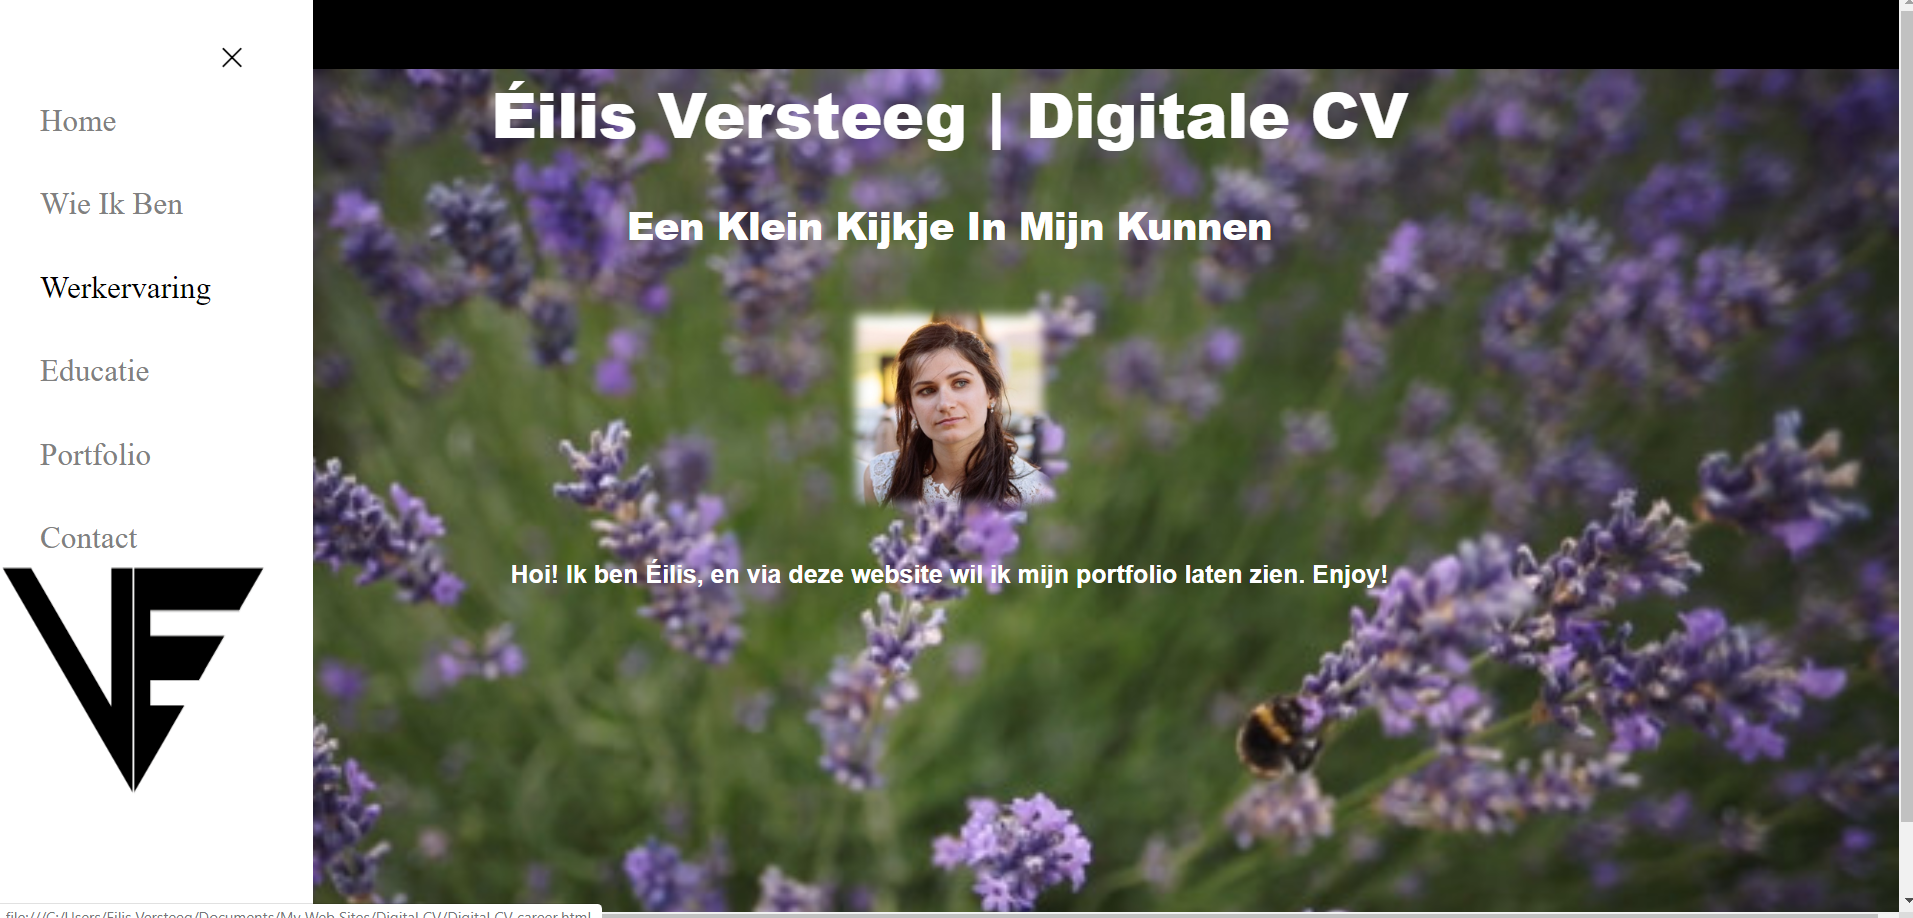 Home
Wie Ik Ben
Werkervaring
Educatie
Portfolio
Contact
VE
Éilis Versteeg | Digitale CV
Een Klein Kijkje In Mijn Kunnen
Hoi! Ik ben Éilis, en via deze website wil ik mijn portfolio laten zien. Enjoy!
file:///C:/Users/Eilis Versteeg/Documents/My Web Sites/Digital CV/Digital CV-career.html